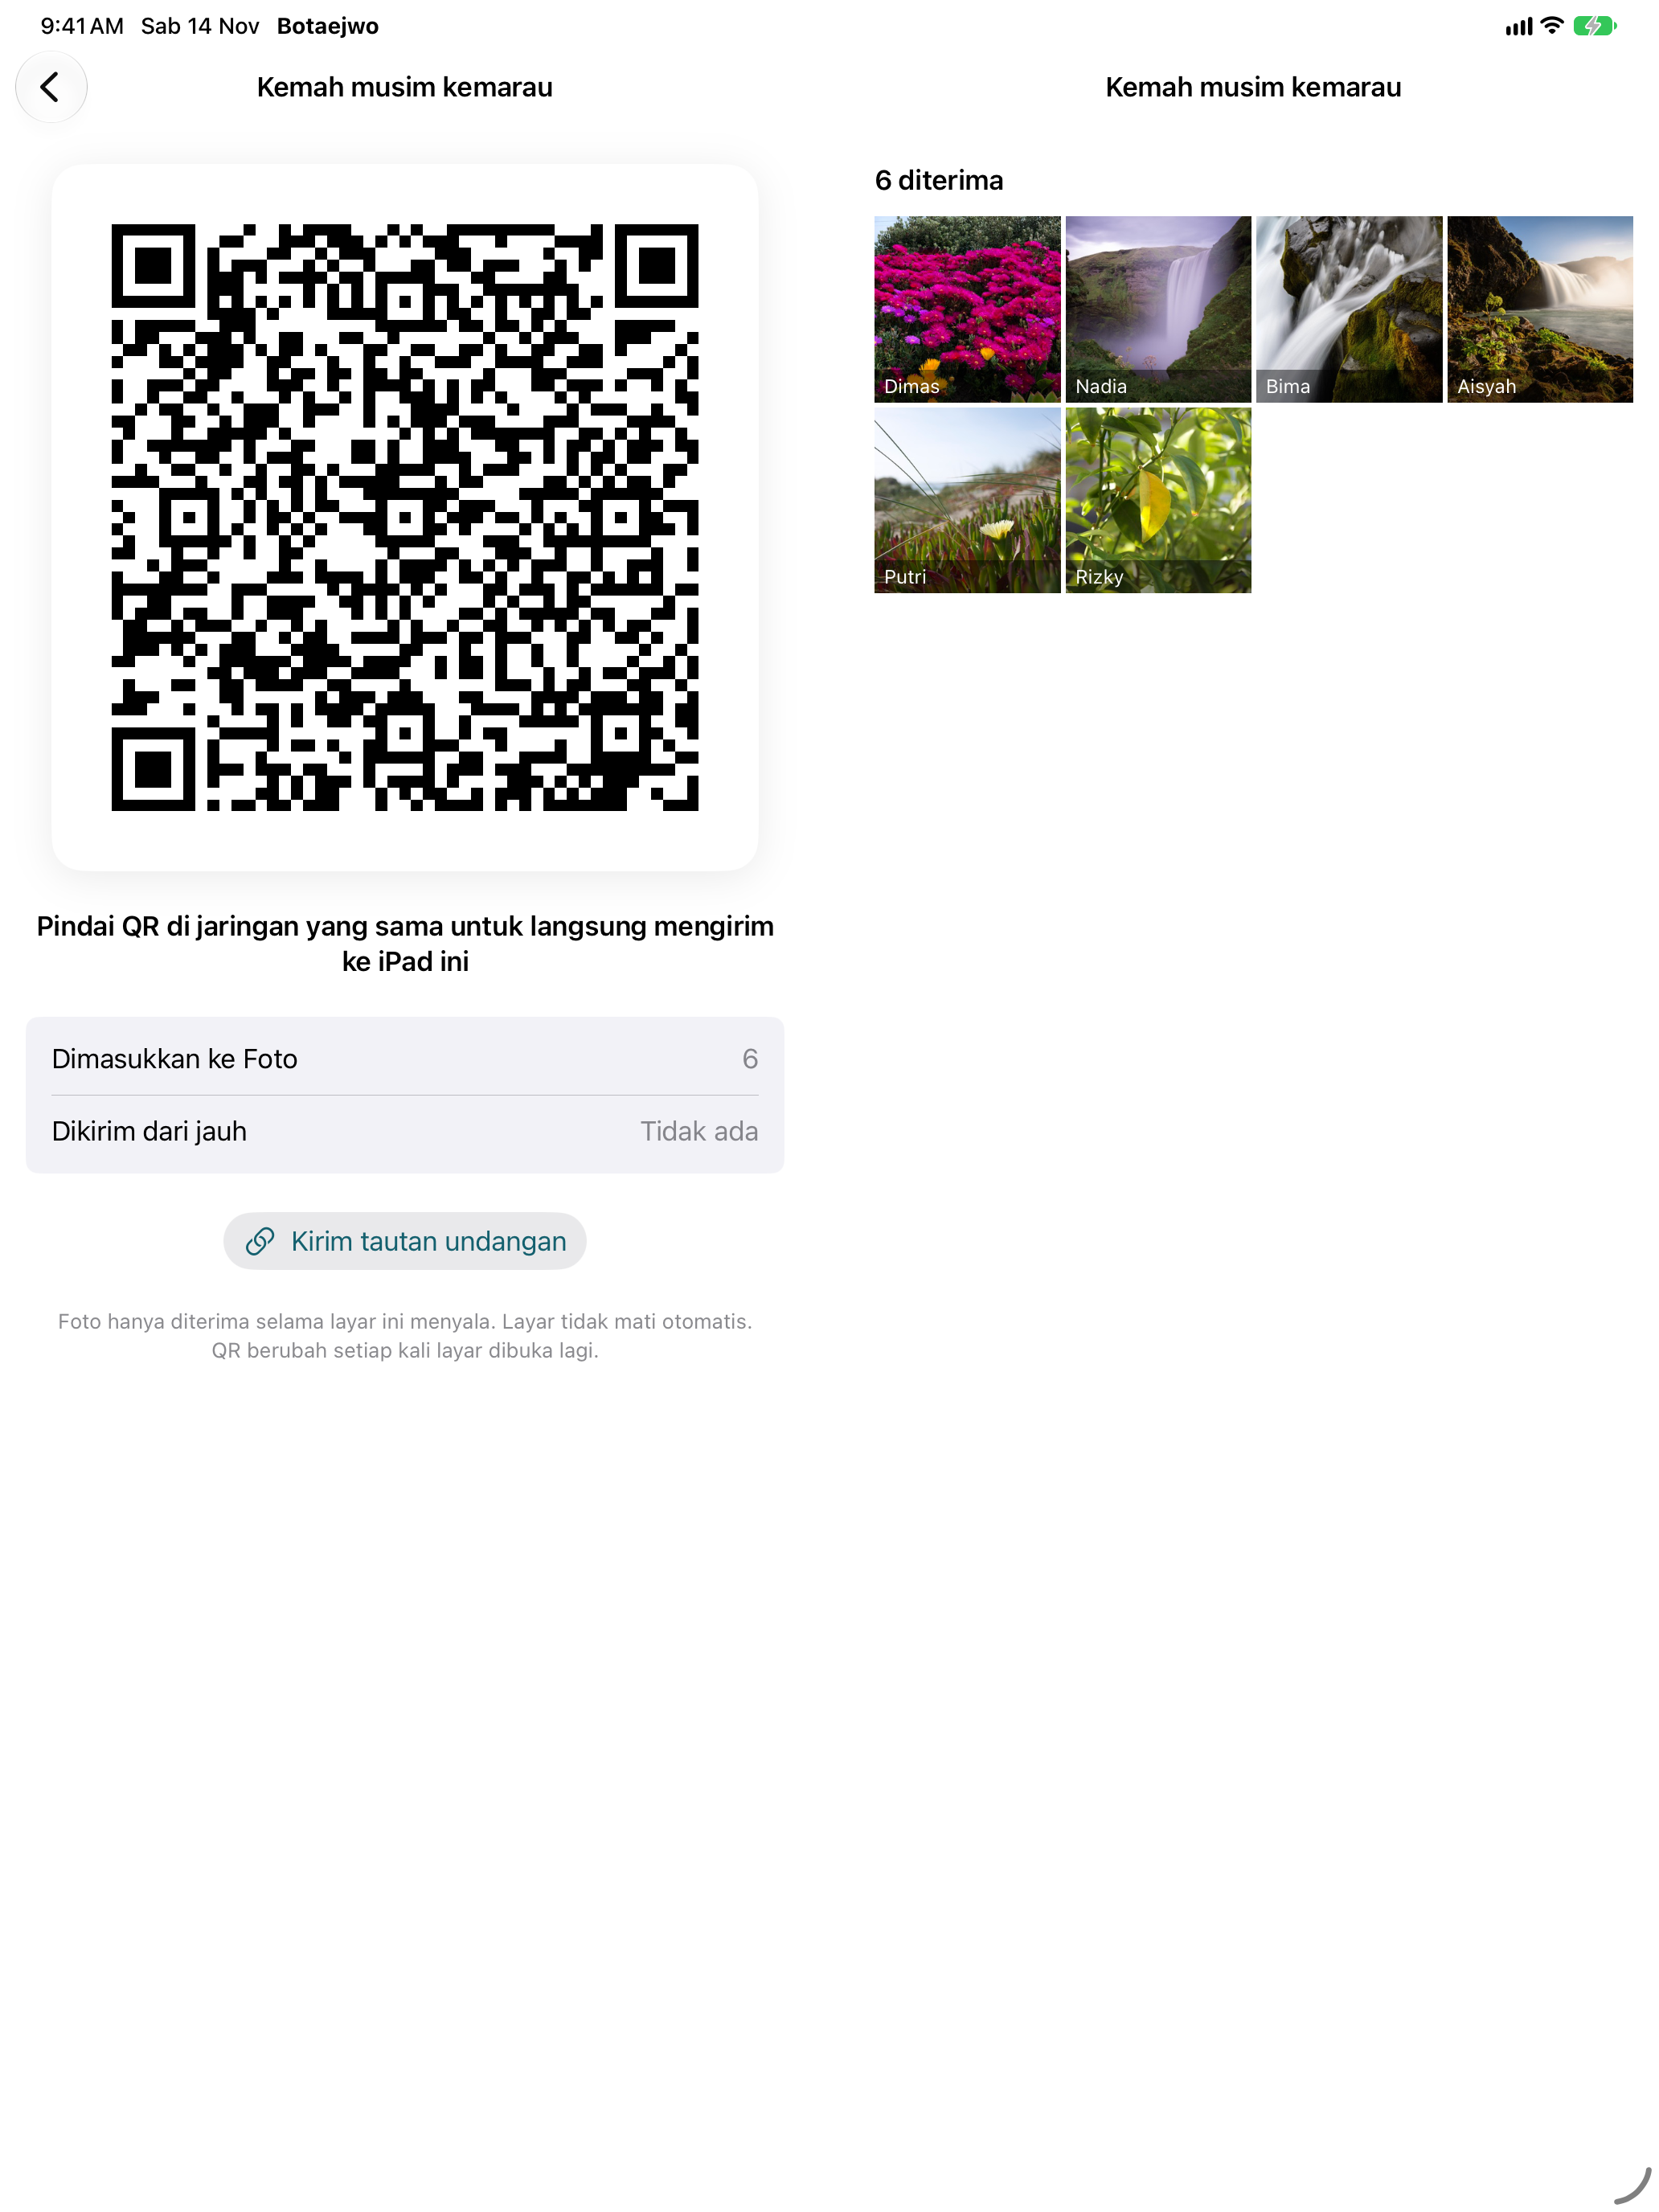 9:41 AM Sab 14 Nov Botaejwo
Kemah musim kemarau
Pindai QR di jaringan yang sama untuk langsung mengirim
ke iPad ini
Dimasukkan ke Foto 6
Dikirim dari jauh Tidak ada
Kirim tautan undangan
Foto hanya diterima selama layar ini menyala. Layar tidak mati otomatis.
QR berubah setiap kali layar dibuka lagi.
Kemah musim kemarau
6 diterima
Dimas
Nadia
Bima
Aisyah
Putri
Rizky